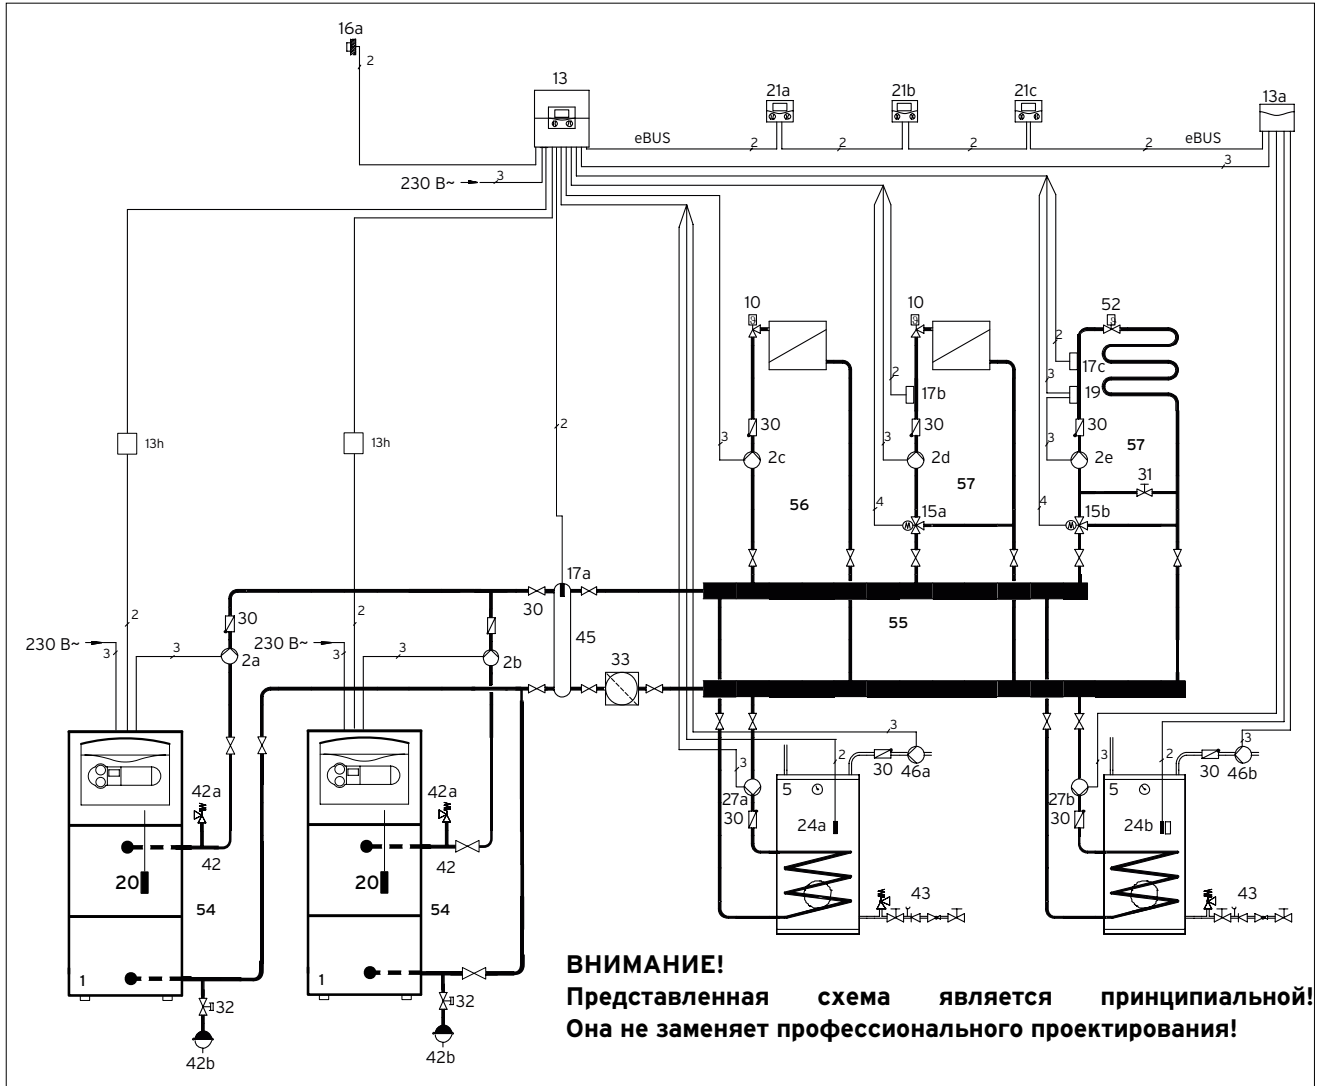 16a
2
13
21a
21b
21c
13a
eBUS
2
2
2
2
eBUS
3
230 В~
3
10
10
52
2
2
17c
3
19
17b
13h
13h
2
30
30
30
3
3
3
2c
2d
2e
57
57
31
56
4
4
15a
15b
17a
30
2
2
30
45
55
230 В~
3
3
2a
230 В~
3
3
2b
33
3
3
2
3
3
2
3
30
46a
30
46b
42a
42a
27a
5
27b
5
30
24a
30
24b
42
42
20
20
54
54
43
43
1
1
32
32
42b
42b
ВНИМАНИЕ!
Представленная схема является принципиальной!
Она не заменяет профессионального проектирования!